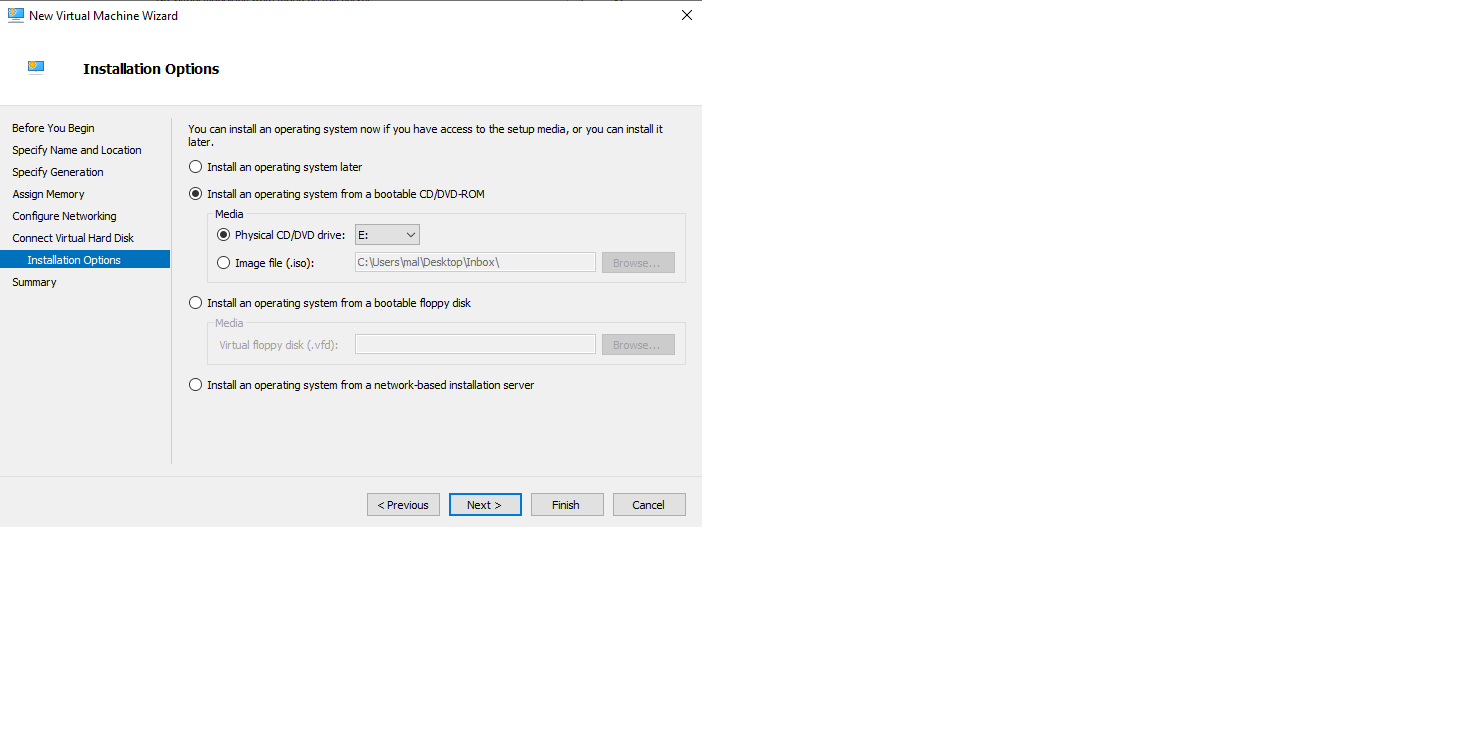 New Virtual Machine Wizard
Installation Options
Before You Begin
Specify Name and Location
Specify Generation
Assign Memory
Configure Networking
Connect Virtual Hard Disk
Installation Options
Summary
You can install an operating system now if you have access to the setup media, or you can install it
later.
Install an operating system later
Install an operating system from a bootable CD/DVD-ROM
Media
Physical CD/DVD drive: E:
Image file (.iso): C:\Users\mal\Desktop\Inbox\ Browse...
Install an operating system from a bootable floppy disk
Media
Virtual floppy disk (.vfd): Browse...
Install an operating system from a network-based installation server
< Previous Next > Finish Cancel